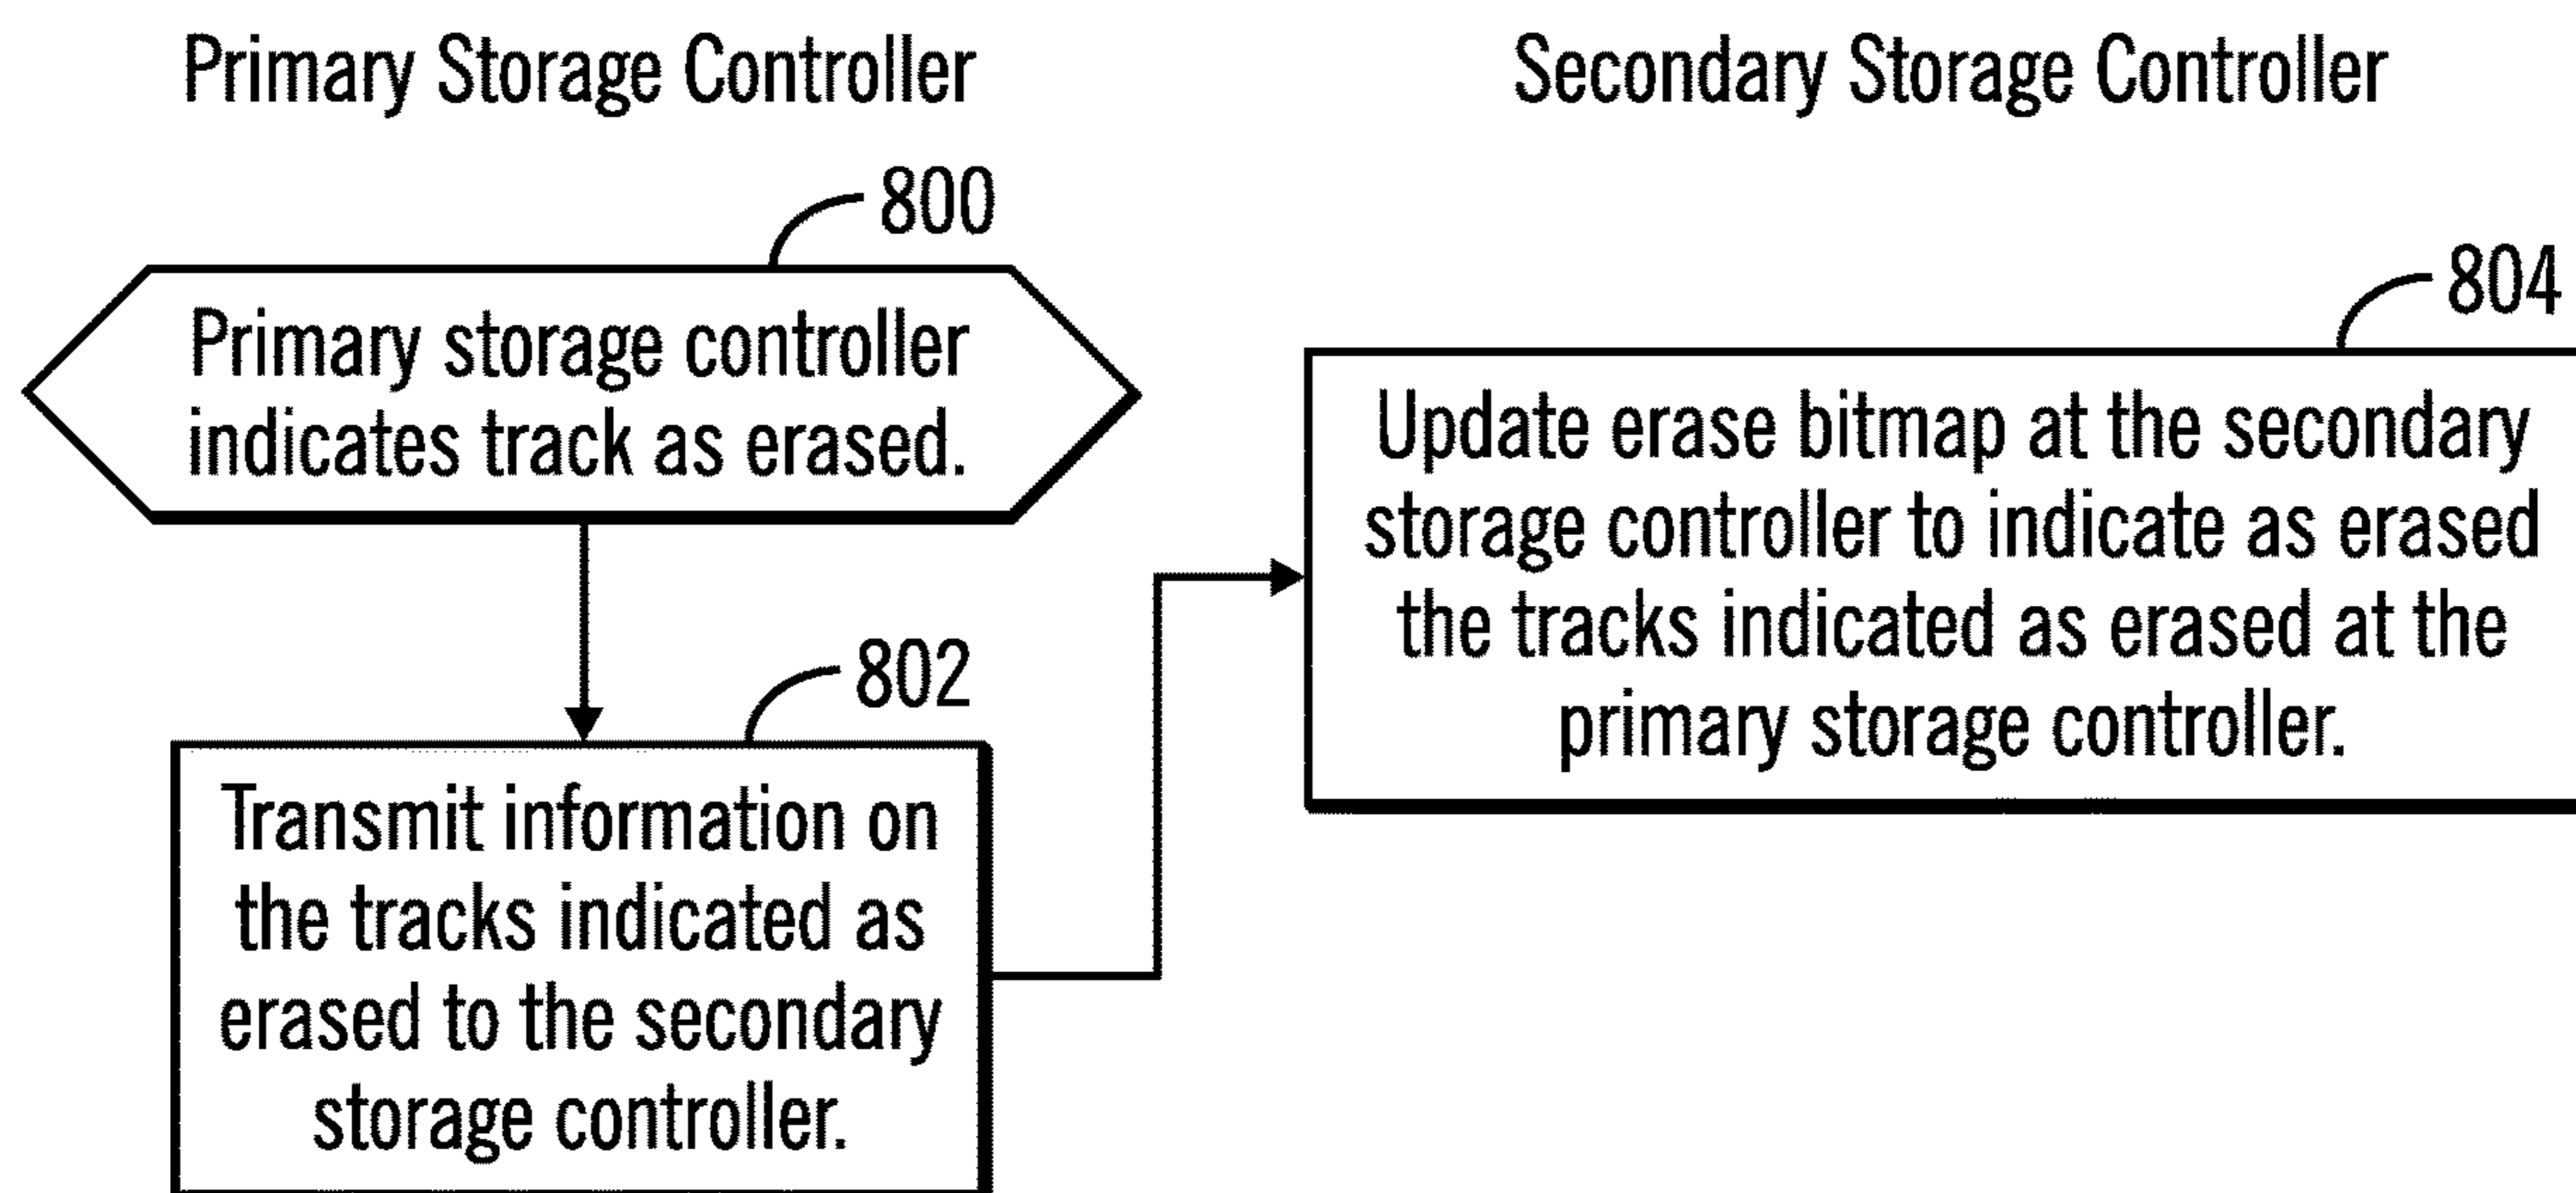 Primary Storage Controller
800
Primary storage controller
indicates track as erased.
802
Transmit information on
the tracks indicated as
erased to the secondary
storage controller.
Secondary Storage Controller
804
Update erase bitmap at the secondary
storage controller to indicate as erased
the tracks indicated as erased at the
primary storage controller.